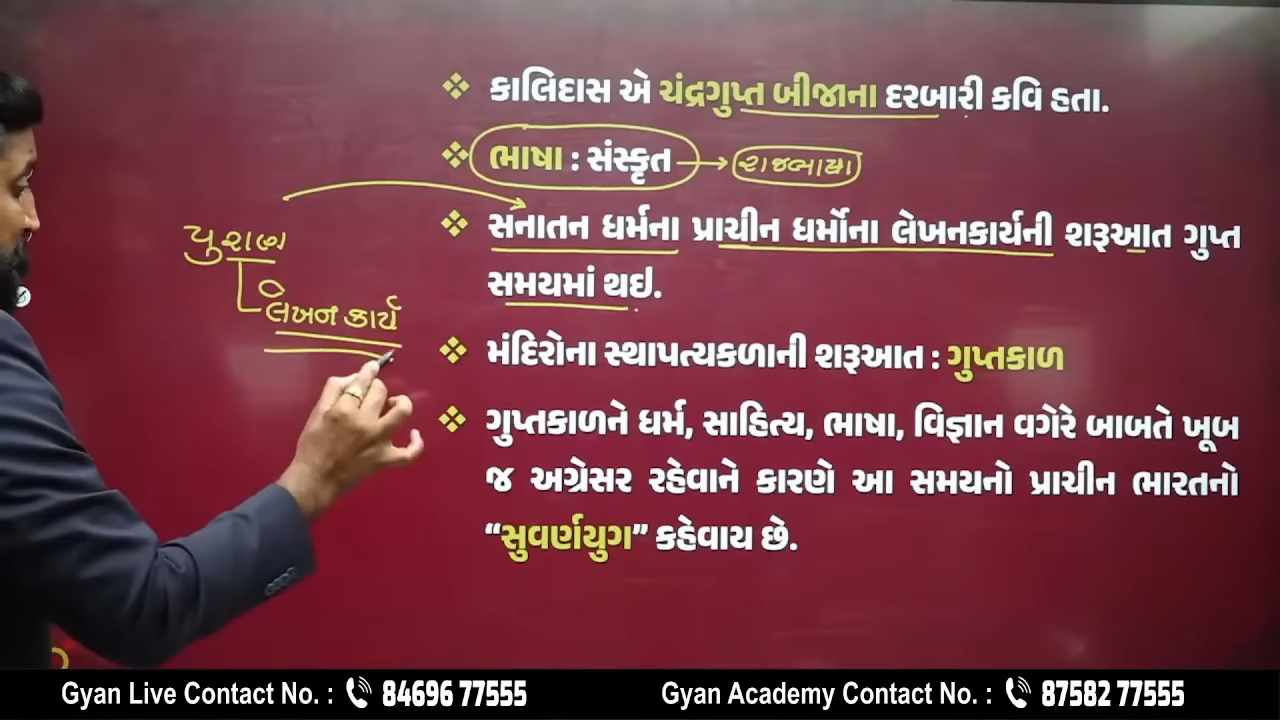 ❖ કાલિદાસ એ ચંદ્રગુપ્ત બીજાના દરબારી કવિ હતા.
❖ ભાષા : સંસ્કૃત → રાજભાષા
❖ સનાતન ધર્મના પ્રાચીન ધર્મોના લેખનકાર્યની શરૂઆત ગુપ્ત
સમયમાં થઇ.
પુરાણ
લેખન કાર્ય
❖ મંદિરોના સ્થાપત્યકળાની શરૂઆત : ગુપ્તકાળ
❖ ગુપ્તકાળને ધર્મ, સાહિત્ય, ભાષા, વિજ્ઞાન વગેરે બાબતે ખૂબ
જ અગ્રેસર રહેવાને કારણે આ સમયનો પ્રાચીન ભારતનો
“સુવર્ણયુગ” કહેવાય છે.
Gyan Live Contact No. : 84696 77555
Gyan Academy Contact No. : 87582 77555